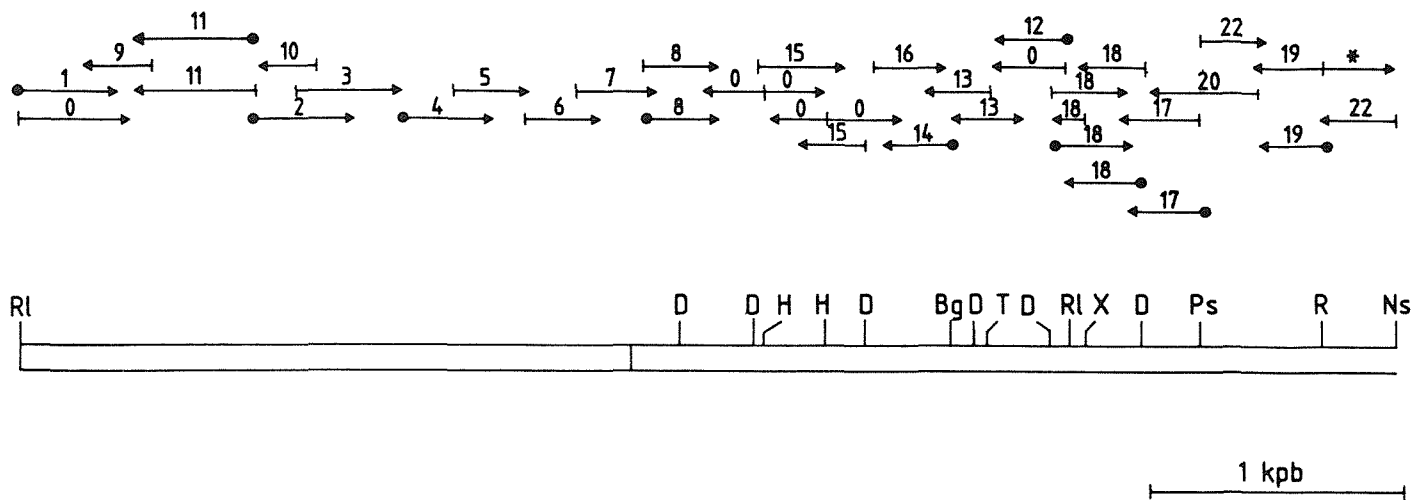 11 12 22
9 10 8 15 16 0 18 19 *
1 11 3 5 7 0 0 13 18 20
0 2 4 6 8 0 0 14 13 18 17 19 22
15 18
18
17
Rl D D H H D Bg D T D Rl X D Ps R Ns
1 kpb